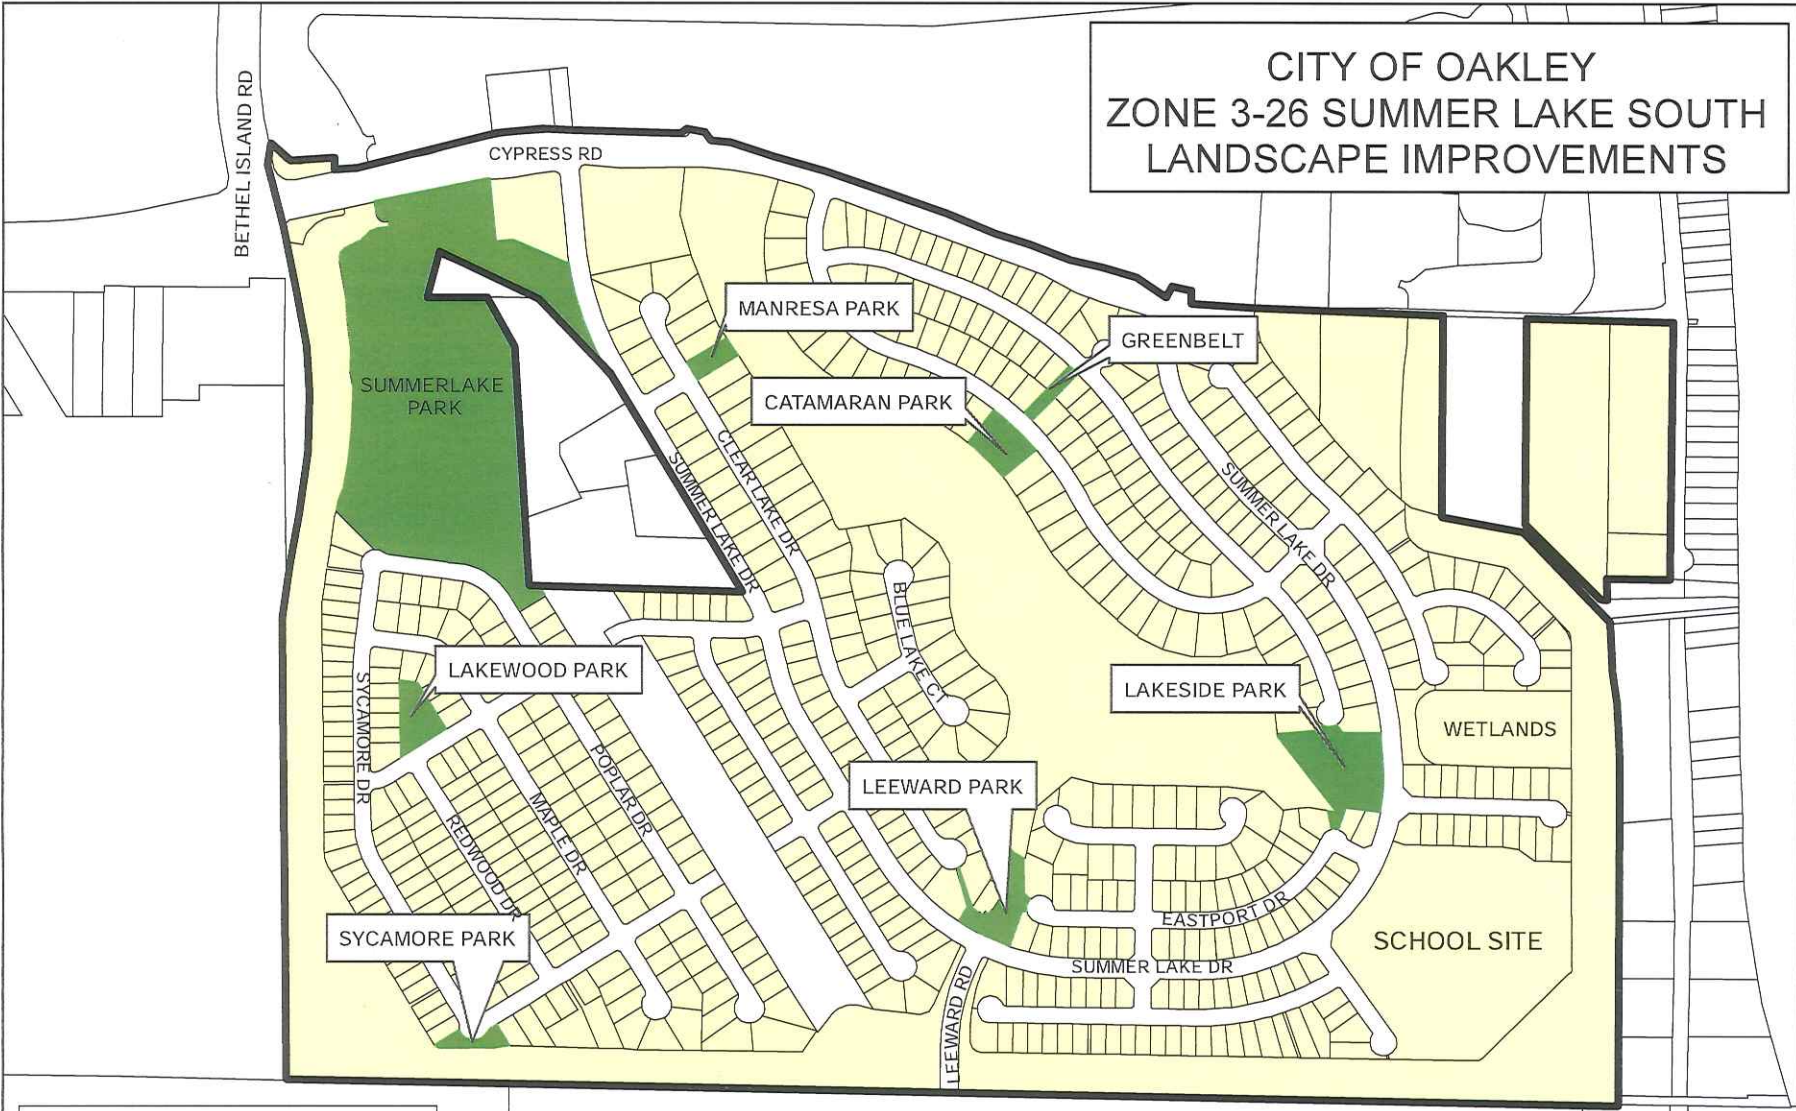 CITY OF OAKLEY
ZONE 3-26 SUMMER LAKE SOUTH
LANDSCAPE IMPROVEMENTS
BETHEL ISLAND RD
CYPRESS RD
MANRESA PARK
GREENBELT
SUMMERLAKE
PARK
CATAMARAN PARK
CLEAR LAKE DR
SUMMER LAKE DR
SUMMER LAKE DR
BLUE LAKE CT
LAKEWOOD PARK
LAKESIDE PARK
SYCAMORE DR
WETLANDS
POPLAR DR
LEEWARD PARK
MAPLE DR
REDWOOD DR
EASTPORT DR
SYCAMORE PARK
SCHOOL SITE
SUMMER LAKE DR
LEEWARD RD